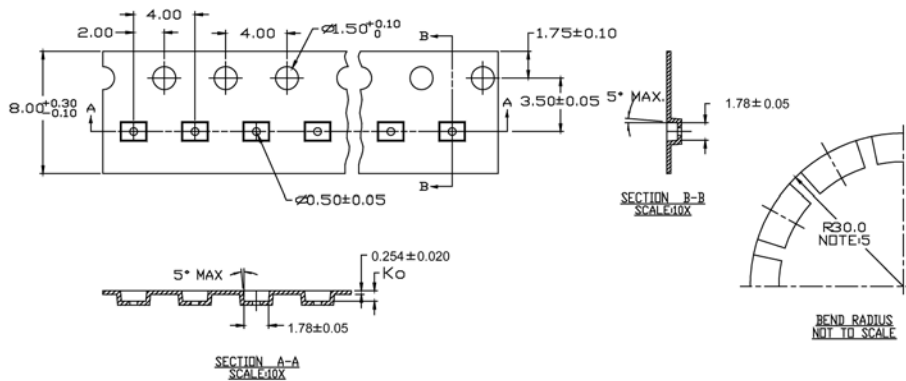 4.00
2.00
4.00
Ø1.50 +0.10 0
B
1.75±0.10
8.00 +0.30 -0.10
A
A
3.50±0.05
5° MAX.
1.78±0.05
Ø0.50±0.05
B
SECTION B-B
SCALE:10X
R30.0
NOTE:5
0.254±0.020
5° MAX
Ko
1.78±0.05
BEND RADIUS
NOT TO SCALE
SECTION A-A
SCALE:10X